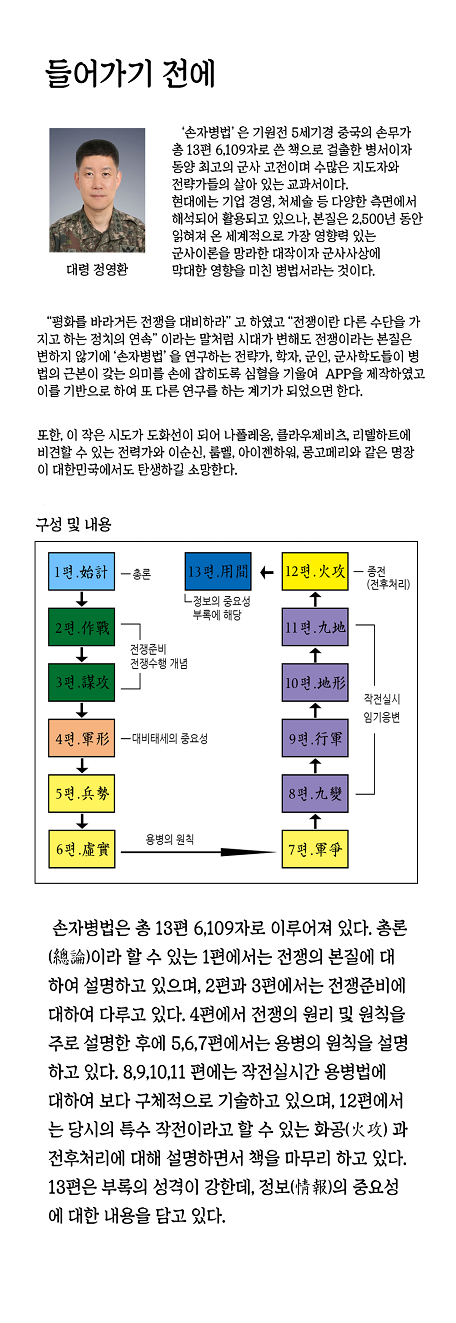 들어가기 전에
‘손자병법’ 은 기원전 5세기경 중국의 손무가
총 13편 6,109자로 쓴 책으로 걸출한 병서이자
동양 최고의 군사 고전이며 수많은 지도자와
전략가들의 살아 있는 교과서이다.
현대에는 기업 경영, 처세술 등 다양한 측면에서
해석되어 활용되고 있으나, 본질은 2,500년 동안
읽혀져 온 세계적으로 가장 영향력 있는
군사이론을 망라한 대작이자 군사사상에
막대한 영향을 미친 병법서라는 것이다.
대령 정영환
“평화를 바라거든 전쟁을 대비하라” 고 하였고 “전쟁이란 다른 수단을 가
지고 하는 정치의 연속” 이라는 말처럼 시대가 변해도 전쟁이라는 본질은
변하지 않기에 ‘손자병법’ 을 연구하는 전략가, 학자, 군인, 군사학도들이 병
법의 근본이 갖는 의미를 손에 잡히도록 심혈을 기울여 APP을 제작하였고
이를 기반으로 하여 또 다른 연구를 하는 계기가 되었으면 한다.
또한, 이 작은 시도가 도화선이 되어 나폴레옹, 클라우제비츠, 리델하트에
비견할 수 있는 전력가와 이순신, 롬멜, 아이젠하워, 몽고메리와 같은 명장
이 대한민국에서도 탄생하길 소망한다.
구성 및 내용
1편.始計
총론
13편.用間
정보의 중요성
부록에 해당
12편.火攻
종전
(전후처리)
2편.作戰
전쟁준비
전쟁수행 개념
3편.謀攻
4편.軍形
대비태세의 중요성
5편.兵勢
6편.虛實
용병의 원칙
7편.軍爭
8편.九變
9편.行軍
10편.地形
11편.九地
작전실시
임기응변
손자병법은 총 13편 6,109자로 이루어져 있다. 총론
(總論)이라 할 수 있는 1편에서는 전쟁의 본질에 대
하여 설명하고 있으며, 2편과 3편에서는 전쟁준비에
대하여 다루고 있다. 4편에서 전쟁의 원리 및 원칙을
주로 설명한 후에 5,6,7편에서는 용병의 원칙을 설명
하고 있다. 8,9,10,11 편에는 작전실시간 용병법에
대하여 보다 구체적으로 기술하고 있으며, 12편에서
는 당시의 특수 작전이라고 할 수 있는 화공(火攻) 과
전후처리에 대해 설명하면서 책을 마무리 하고 있다.
13편은 부록의 성격이 강한데, 정보(情報)의 중요성
에 대한 내용을 담고 있다.